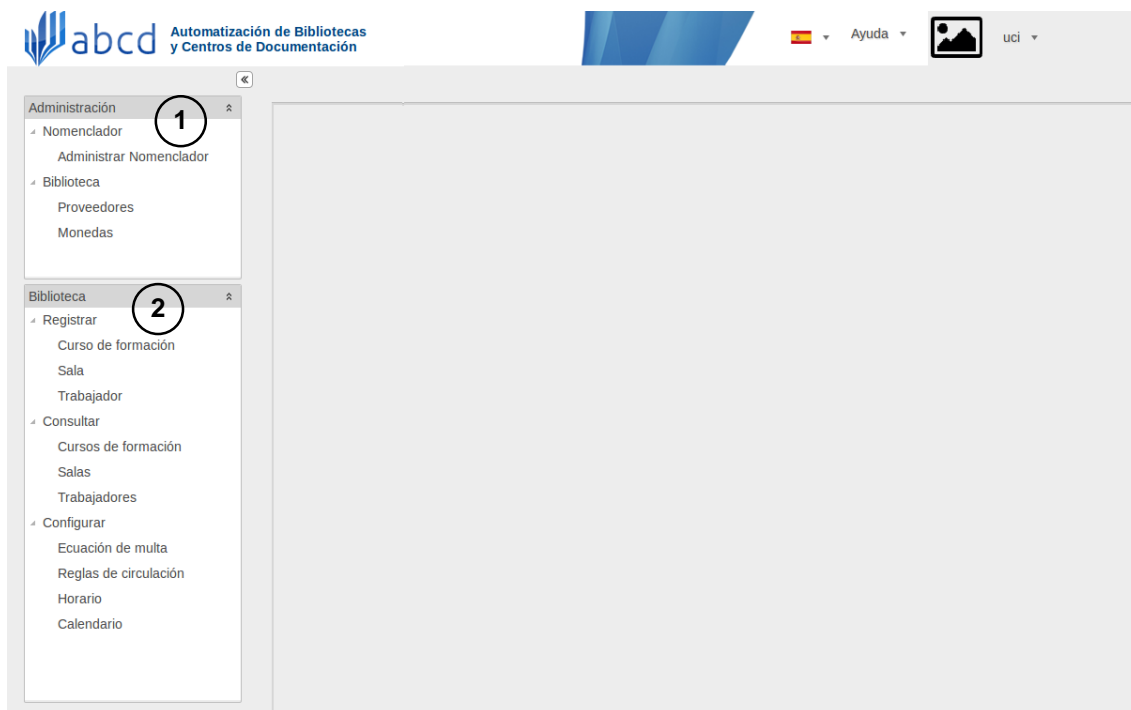 abcd
Automatización de Bibliotecas
y Centros de Documentación
Ayuda
uci
Administración
1
Nomenclador
Administrar Nomenclador
Biblioteca
Proveedores
Monedas
Biblioteca
2
Registrar
Curso de formación
Sala
Trabajador
Consultar
Cursos de formación
Salas
Trabajadores
Configurar
Ecuación de multa
Reglas de circulación
Horario
Calendario